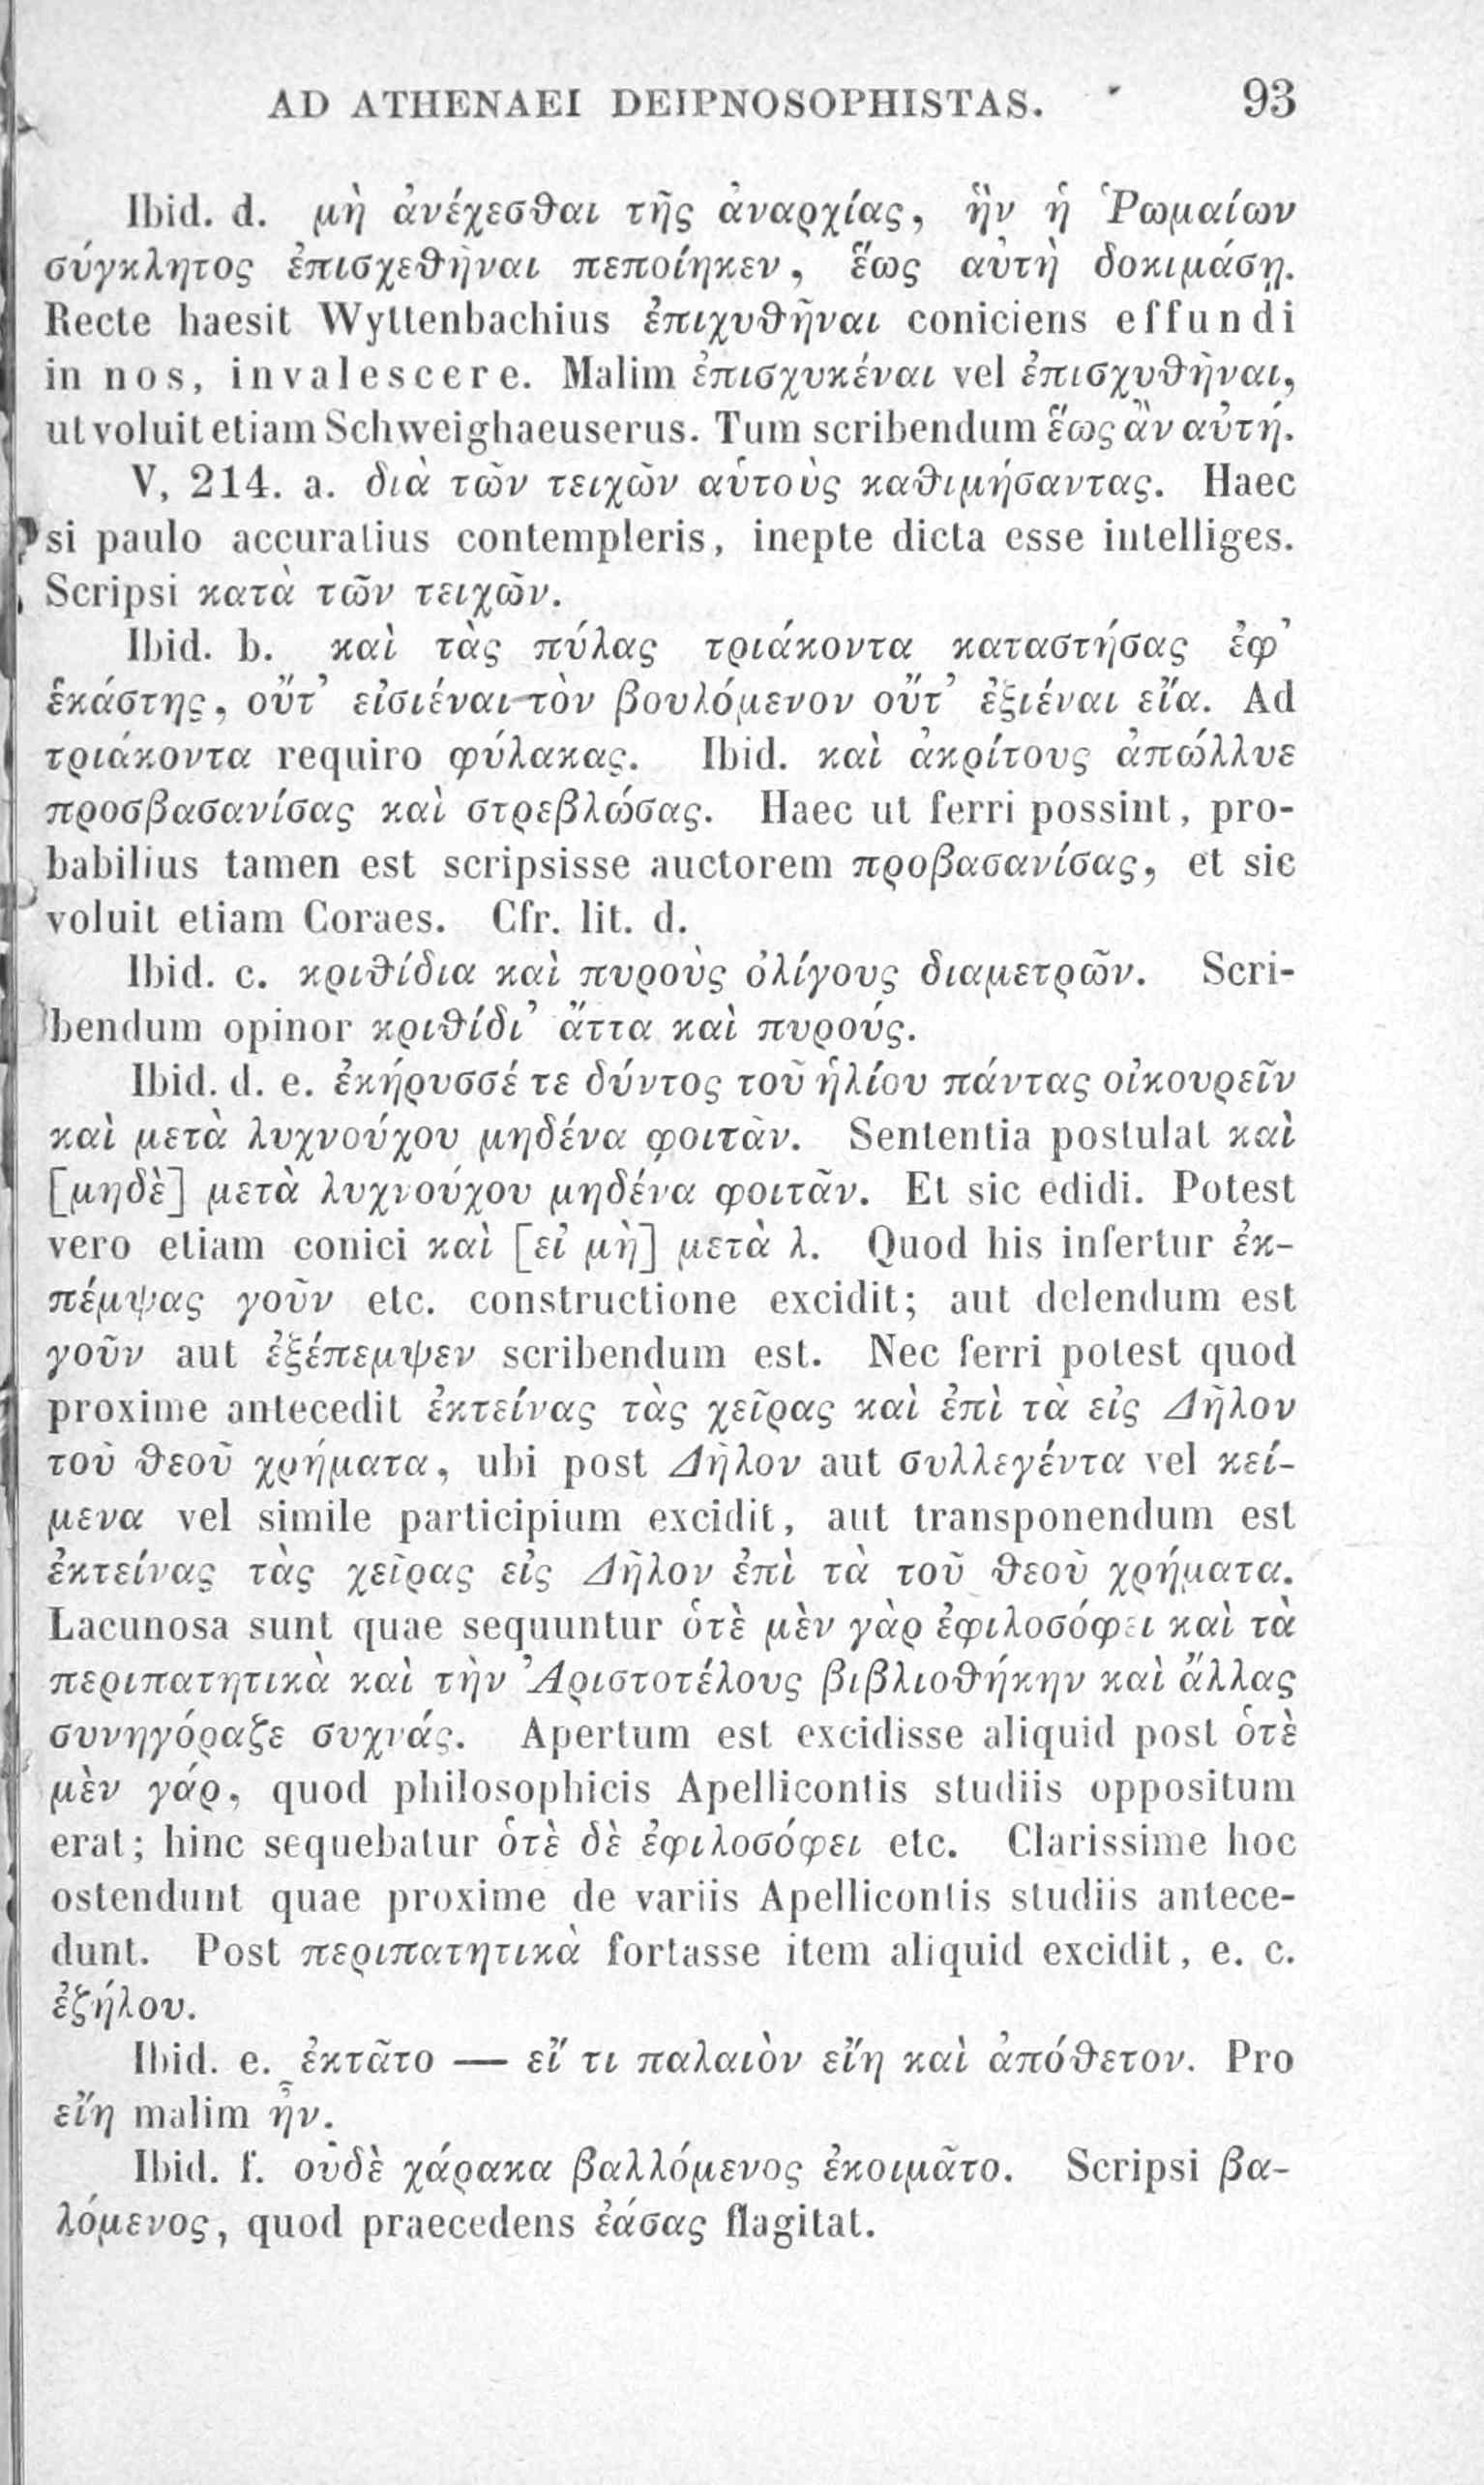 AD ATHENAEI DEIPNOSOPHISTAS. 93
Ibid. d. μὴ ἀνέχεσθαι τῆς ἀναρχίας, ἣν ἡ Ῥωμαίων
σύγκλητος ἐπισχεθῆναι πεποίηκεν, ἕως αὐτὴ δοκιμάσῃ.
Recte haesit Wyttenbachius ἐπιχυθῆναι coniciens effundi
in nos, invalescere. Malim ἐπισχυκέναι vel ἐπισχυθῆναι,
ut voluit etiam Schweighaeuserus. Tum scribendum ἕως ἂν αὐτή.
V, 214. a. διὰ τῶν τειχῶν αὑτοὺς καθιμήσαντας. Haec
si paulo accuratius contempleris, inepte dicta esse intelliges.
Scripsi κατὰ τῶν τειχῶν.
Ibid. b. καὶ τὰς πύλας τριάκοντα καταστήσας ἐφ’
ἑκάστης, οὔτ’ εἰσιέναι τὸν βουλόμενον οὔτ’ ἐξιέναι εἴα. Ad
τριάκοντα requiro φύλακας. Ibid. καὶ ἀκρίτους ἀπώλλυε
προσβασανίσας καὶ στρεβλώσας. Haec ut ferri possint, pro-
babilius tamen est scripsisse auctorem προβασανίσας, et sic
voluit etiam Coraes. Cfr. lit. d.
Ibid. c. κριθίδια καὶ πυροὺς ὀλίγους διαμετρῶν. Scri-
bendum opinor κριθίδι’ ἄττα καὶ πυρούς.
Ibid. d. e. ἐκήρυσσέ τε δύντος τοῦ ἡλίου πάντας οἰκουρεῖν
καὶ μετὰ λυχνούχου μηδένα φοιτᾶν. Sententia postulat καὶ
[μηδὲ] μετὰ λυχνούχου μηδένα φοιτᾶν. Et sic edidi. Potest
vero etiam conici καὶ [εἰ μὴ] μετὰ λ. Quod his infertur ἐκ-
πέμψας γοῦν etc. constructione excidit; aut delendum est
γοῦν aut ἐξέπεμψεν scribendum est. Nec ferri potest quod
proxime antecedit ἐκτείνας τὰς χεῖρας καὶ ἐπὶ τὰ εἰς Δῆλον
τοῦ θεοῦ χρήματα, ubi post Δῆλον aut συλλεγέντα vel κεί-
μενα vel simile participium excidit, aut transponendum est
ἐκτείνας τὰς χεῖρας εἰς Δῆλον ἐπὶ τὰ τοῦ θεοῦ χρήματα.
Lacunosa sunt quae sequuntur ὁτὲ μὲν γὰρ ἐφιλοσόφει καὶ τὰ
περιπατητικὰ καὶ τὴν Ἀριστοτέλους βιβλιοθήκην καὶ ἄλλας
συνηγόραζε συχνάς. Apertum est excidisse aliquid post ὁτὲ
μὲν γάρ, quod philosophicis Apellicontis studiis oppositum
erat; hinc sequebatur ὁτὲ δὲ ἐφιλοσόφει etc. Clarissime hoc
ostendunt quae proxime de variis Apellicontis studiis antece-
dunt. Post περιπατητικὰ fortasse item aliquid excidit, e. c.
ἐζήλου.
Ibid. e. ἐκτᾶτο — εἴ τι παλαιὸν εἴη καὶ ἀπόθετον. Pro
εἴη malim ἦν.
Ibid. f. οὐδὲ χάρακα βαλλόμενος ἐκοιμᾶτο. Scripsi βα-
λόμενος, quod praecedens ἐάσας flagitat.